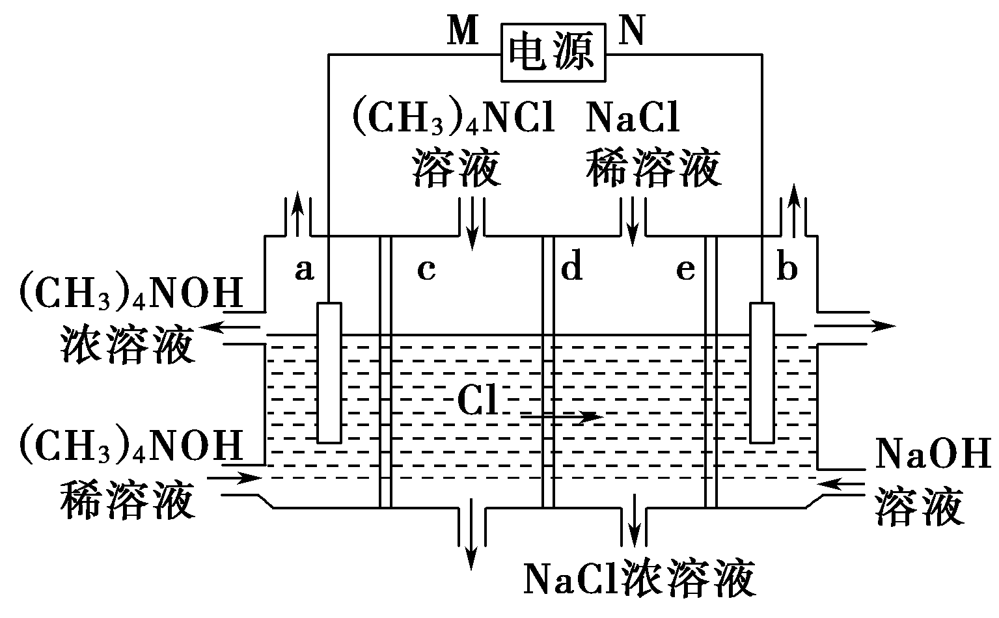 M 电源 N
(CH₃)₄NCl NaCl
溶液 稀溶液
a c d e b
(CH₃)₄NOH
浓溶液
Cl
(CH₃)₄NOH
稀溶液
NaOH
溶液
NaCl浓溶液